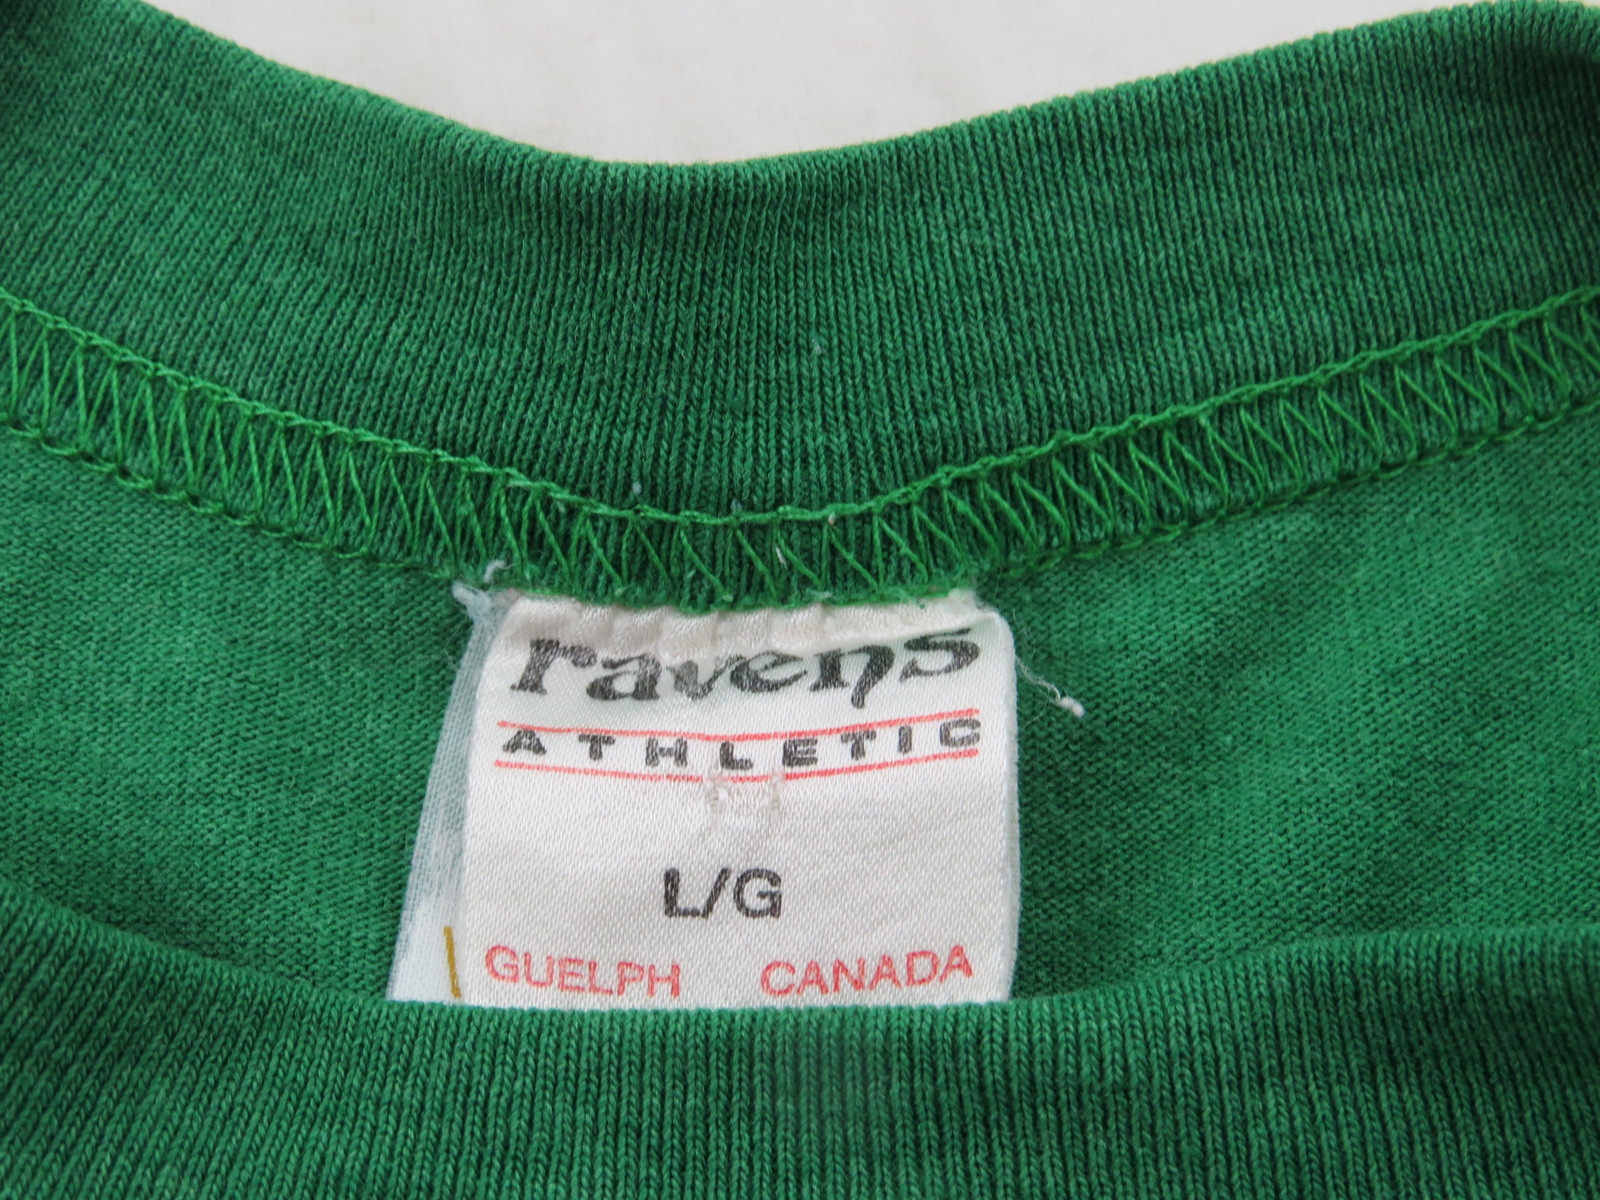 ravens
ATHLETIC
L/G
GUELPH CANADA